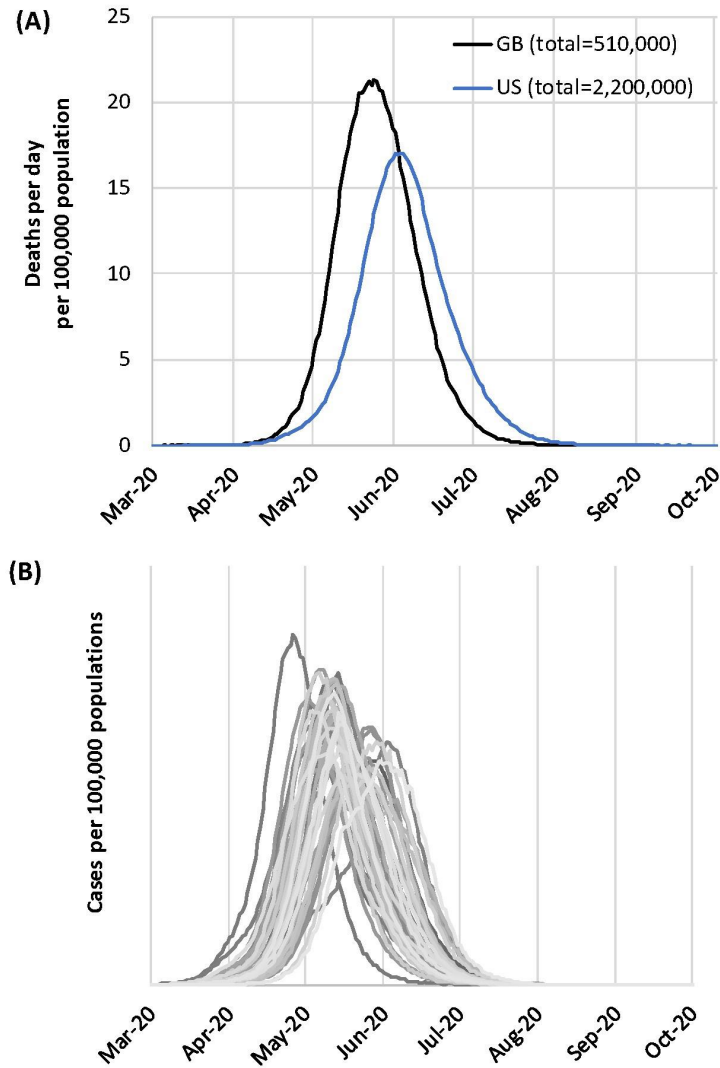 (A)
25
20
15
10
5
0
Deaths per day
per 100,000 population
GB (total=510,000)
US (total=2,200,000)
Mar-20
Apr-20
May-20
Jun-20
Jul-20
Aug-20
Sep-20
Oct-20
(B)
Cases per 100,000 populations
Mar-20
Apr-20
May-20
Jun-20
Jul-20
Aug-20
Sep-20
Oct-20